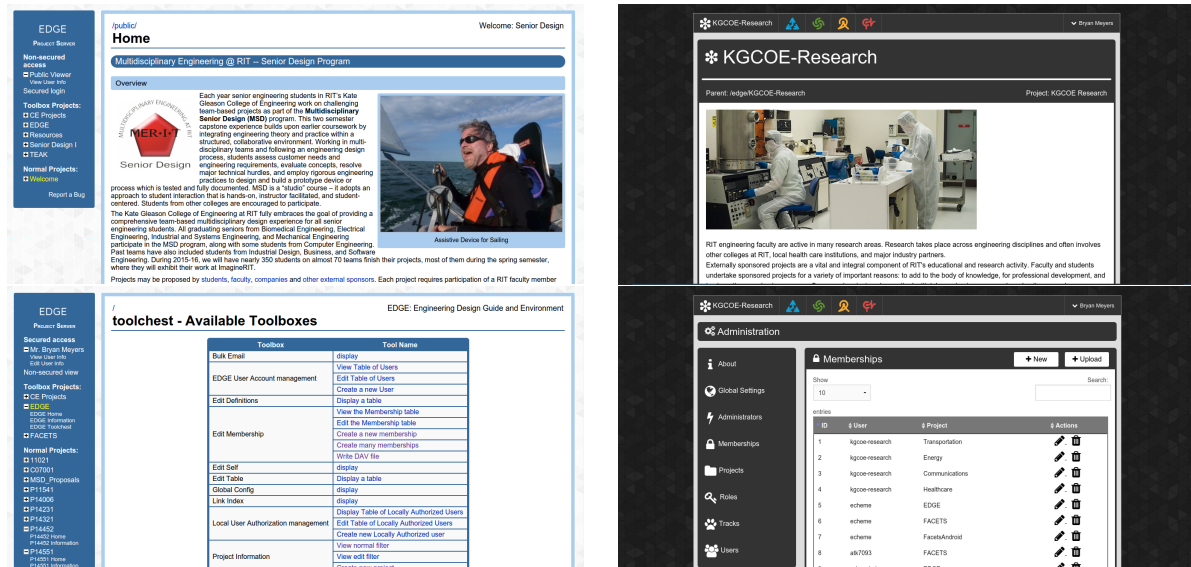 EDGE
PROJECT SERVER
Non-secured
access
Public Viewer
View User Info
Secured login
Toolbox Projects:
CE Projects
EDGE
Resources
Senior Design I
TEAK
Normal Projects:
Welcome
Report a Bug
/public/
Welcome: Senior Design
Home
Multidisciplinary Engineering @ RIT -- Senior Design Program
Overview
MULTIDISCIPLINARY ENGINEERING AT RIT
MER·I·T
Senior Design
Each year senior engineering students in RIT's Kate
Gleason College of Engineering work on challenging
team-based projects as part of the Multidisciplinary
Senior Design (MSD) program. This two semester
capstone experience builds upon earlier coursework by
integrating engineering theory and practice within a
structured, collaborative environment. Working in multi-
disciplinary teams and following an engineering design
process, students assess customer needs and
engineering requirements, evaluate concepts, resolve
major technical hurdles, and employ rigorous engineering
practices to design and build a prototype device or
process which is tested and fully documented. MSD is a "studio" course – it adopts an
approach to student interaction that is hands-on, instructor facilitated, and student-
centered. Students from other colleges are encouraged to participate.
The Kate Gleason College of Engineering at RIT fully embraces the goal of providing a
comprehensive team-based multidisciplinary design experience for all senior
engineering students. All graduating seniors from Biomedical Engineering, Electrical
Engineering, Industrial and Systems Engineering, and Mechanical Engineering
participate in the MSD program, along with some students from Computer Engineering.
Past teams have also included students from Industrial Design, Business, and Software
Engineering. During 2015-16, we will have nearly 350 students on almost 70 teams finish their projects, most of them during the spring semester,
where they will exhibit their work at ImagineRIT.
Projects may be proposed by students, faculty, companies and other external sponsors. Each project requires participation of a RIT faculty member
Assistive Device for Sailing
KGCOE-Research
Bryan Meyers
KGCOE-Research
Parent: /edge/KGCOE-Research
Project: KGCOE Research
RIT engineering faculty are active in many research areas. Research takes place across engineering disciplines and often involves
other colleges at RIT, local health care institutions, and major industry partners.
Externally sponsored projects are a vital and integral component of RIT's educational and research activity. Faculty and students
undertake sponsored projects for a variety of important reasons: to add to the body of knowledge, for professional development, and
EDGE
PROJECT SERVER
Secured access
Mr. Bryan Meyers
View User Info
Edit User Info
Non-secured view
Toolbox Projects:
CE Projects
EDGE
EDGE Home
EDGE Information
EDGE Toolchest
FACETS
Normal Projects:
11021
C07001
MSD_Proposals
P11541
P14006
P14231
P14321
P14452
P14452 Home
P14452 Information
P14551
P14551 Home
P14551 Information
/
EDGE: Engineering Design Guide and Environment
toolchest - Available Toolboxes
Toolbox Tool Name
Bulk Email display
EDGE User Account management
View Table of Users
Edit Table of Users
Create a new User
Edit Definitions Display a table
Edit Membership
View the Membership table
Edit the Membership table
Create a new membership
Create many memberships
Write DAV file
Edit Self display
Edit Table Display a table
Global Config display
Link Index display
Local User Authorization management
Display Table of Locally Authorized Users
Edit Table of Locally Authorized Users
Create new Locally Authorized user
Project Information
View normal filter
View edit filter
Create new project
KGCOE-Research
Bryan Meyers
Administration
About
Global Settings
Administrators
Memberships
Projects
Roles
Tracks
Users
Memberships
New
Upload
Show
Search:
10
entries
ID User Project Actions
1 kgcoe-research Transportation
2 kgcoe-research Energy
3 kgcoe-research Communications
4 kgcoe-research Healthcare
5 echeme EDGE
6 echeme FACETS
7 echeme FacetsAndroid
8 atk7093 FACETS